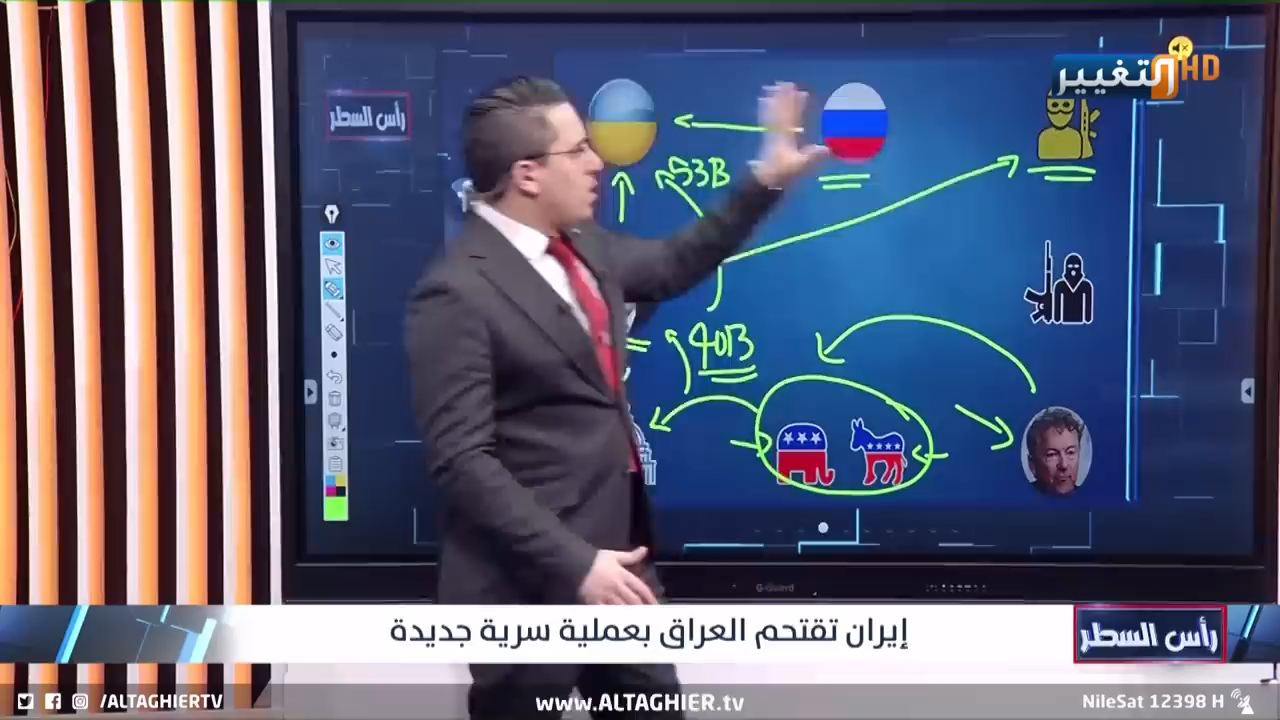 التغيير HD
رأس السطر
53B
40B
G-Guard
إيران تقتحم العراق بعملية سرية جديدة
رأس السطر
/ALTAGHIERTV
www.ALTAGHIER.tv
NileSat 12398 H